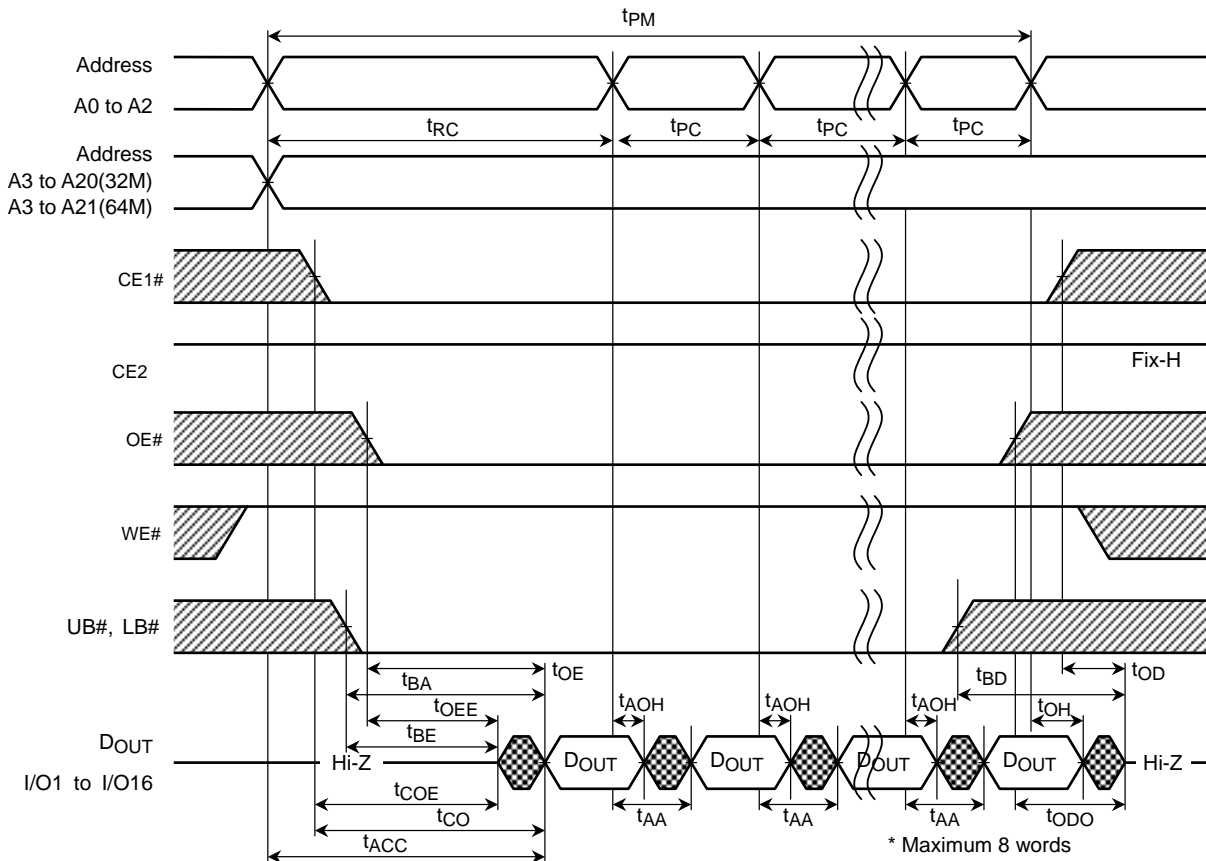 tPM
Address
A0 to A2
tRC tPC tPC tPC
Address
A3 to A20(32M)
A3 to A21(64M)
CE1#
CE2
Fix-H
OE#
WE#
UB#, LB#
tOE
tOD
tBA
tBD
tOEE
tAOH tAOH tAOH tOH
tBE
DOUT
I/O1 to I/O16
Hi-Z DOUT DOUT DOUT DOUT Hi-Z
tCOE
tAA tAA tAA tODO
tCO
tACC
* Maximum 8 words